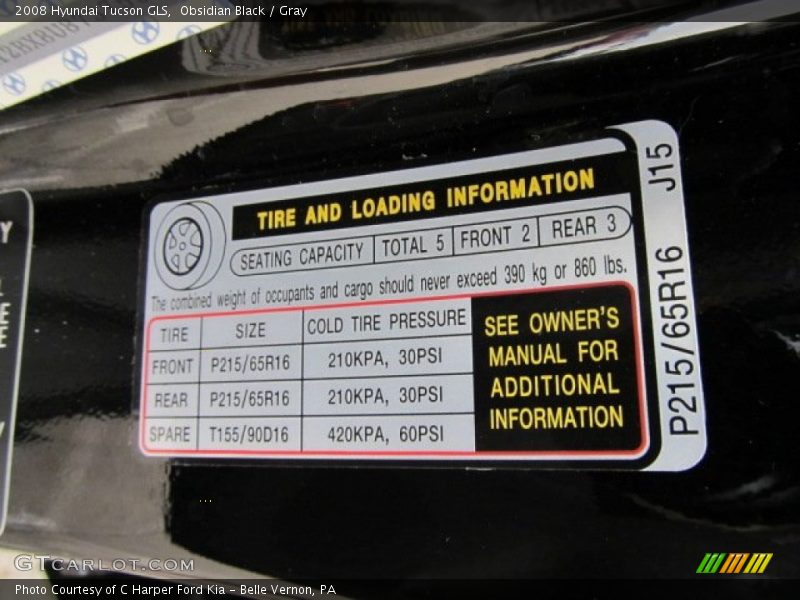 2008 Hyundai Tucson GLS,  Obsidian Black / Gray
TIRE AND LOADING INFORMATION
SEATING CAPACITY TOTAL 5 FRONT 2 REAR 3
The combined weight of occupants and cargo should never exceed 390 kg or 860 lbs.
TIRE SIZE COLD TIRE PRESSURE
FRONT P215/65R16 210KPA, 30PSI
REAR P215/65R16 210KPA, 30PSI
SPARE T155/90D16 420KPA, 60PSI
SEE OWNER'S
MANUAL FOR
ADDITIONAL
INFORMATION
P215/65R16 J15
GTCARLOT.COM
Photo Courtesy of C Harper Ford Kia - Belle Vernon, PA